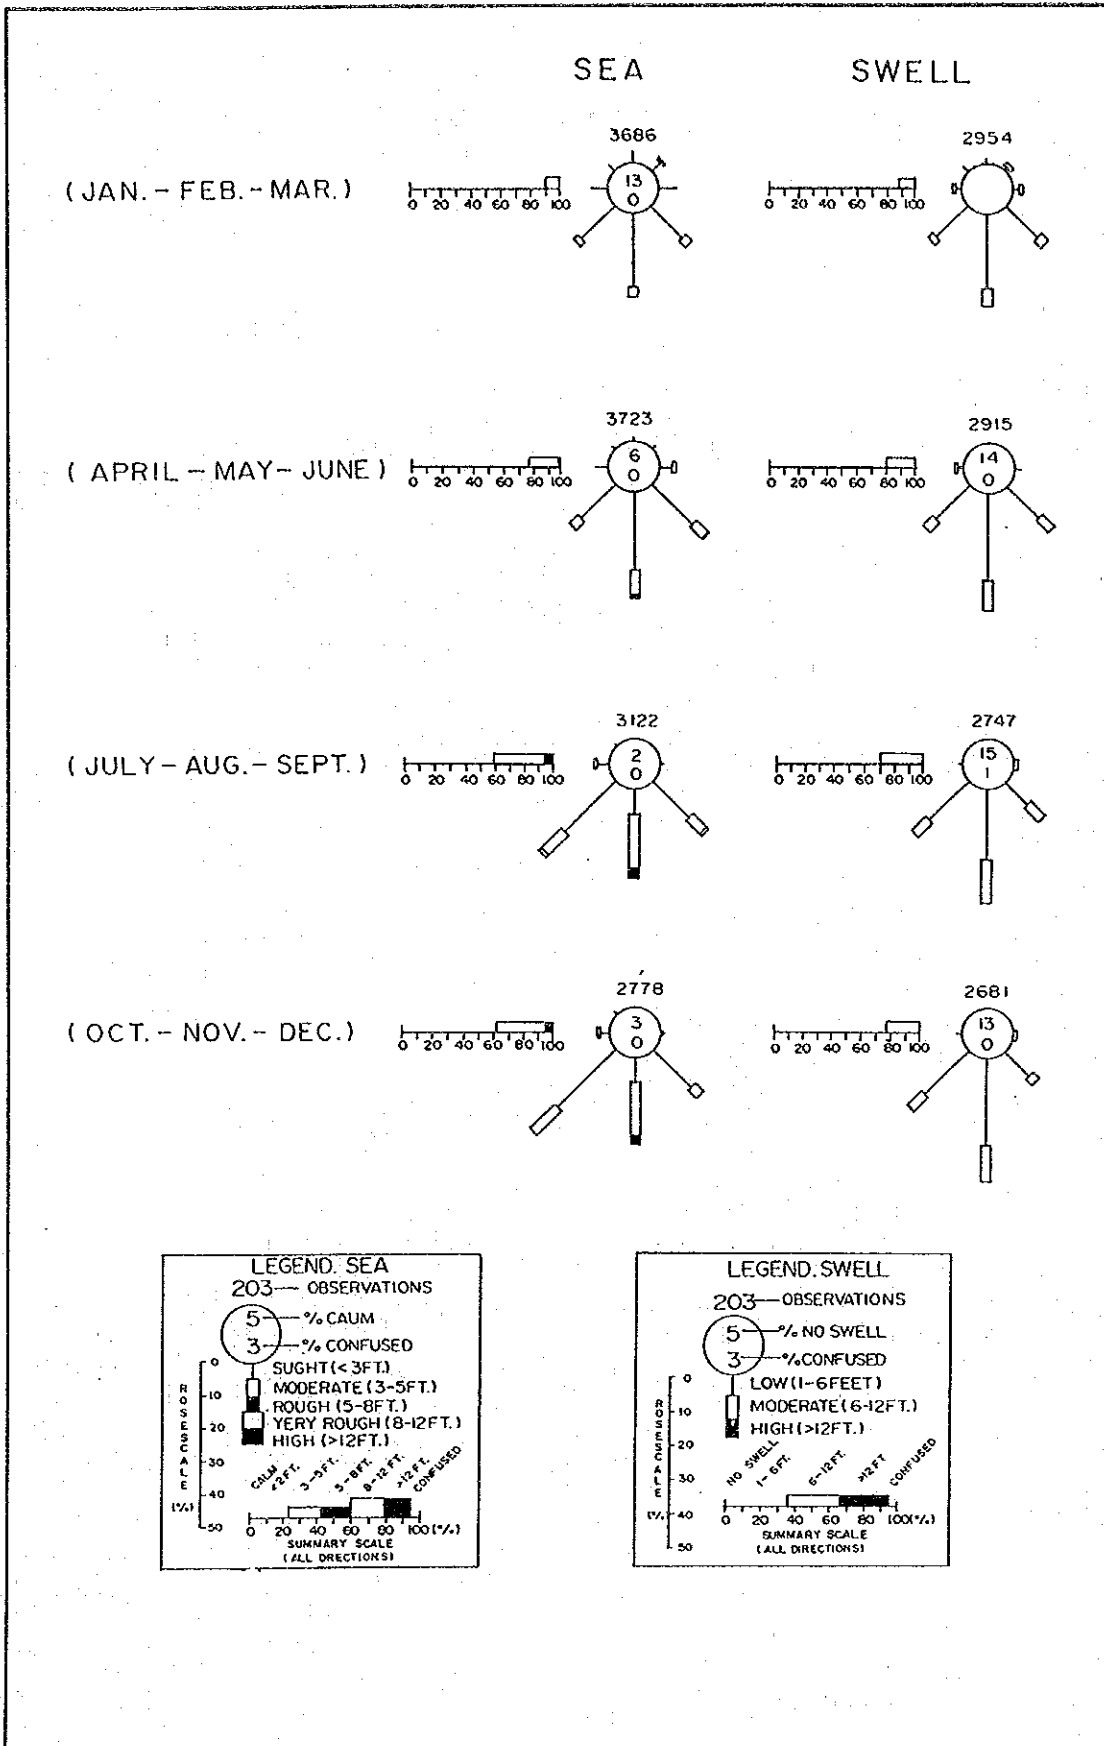 SEA SWELL
3686 2954
(JAN.-FEB.-MAR.)
13
0
0 20 40 60 80 100
0 20 40 60 80 100
3723 2915
(APRIL-MAY-JUNE)
6
0
14
0
0 20 40 60 80 100
0 20 40 60 80 100
3122 2747
(JULY-AUG.-SEPT.)
2
0
15
1
0 20 40 60 80 100
0 20 40 60 80 100
2778 2681
(OCT.-NOV.-DEC.)
3
0
13
0
0 20 40 60 80 100
0 20 40 60 80 100
LEGEND. SEA
203 OBSERVATIONS
5 % CAUM
3 % CONFUSED
SUGHT (< 3FT.)
MODERATE (3-5FT.)
ROUGH (5-8FT.)
YERY ROUGH (8-12FT.)
HIGH (>12FT.)
ROSESCALE (%)
0
10
20
30
40
50
CALM
<2FT.
3-5FT.
5-8FT.
8-12FT.
>12FT.
CONFUSED
0 20 40 60 80 100(%)
SUMMARY SCALE
(ALL DIRECTIONS)
LEGEND. SWELL
203 OBSERVATIONS
5 % NO SWELL
3 % CONFUSED
LOW (1-6FEET)
MODERATE (6-12FT.)
HIGH (>12FT.)
ROSESCALE (%)
0
10
20
30
40
50
NO SWELL
1-6FT.
6-12FT.
>12FT
CONFUSED
0 20 40 60 80 100(%)
SUMMARY SCALE
(ALL DIRECTIONS)